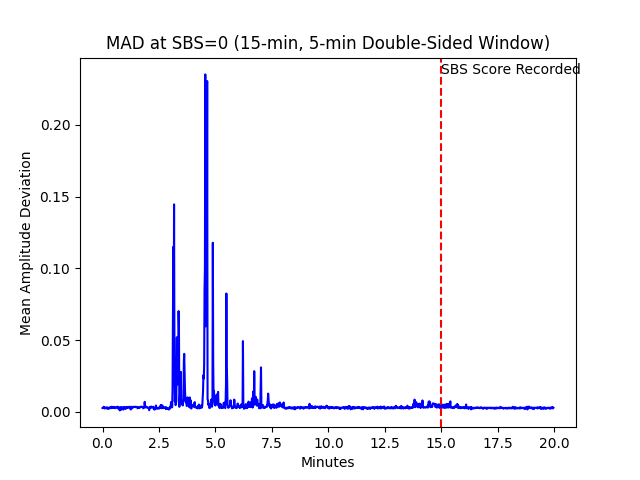 MAD at SBS=0 (15-min, 5-min Double-Sided Window)
SBS Score Recorded
0.20
0.15
0.10
0.05
0.00
Mean Amplitude Deviation
0.0 2.5 5.0 7.5 10.0 12.5 15.0 17.5 20.0
Minutes